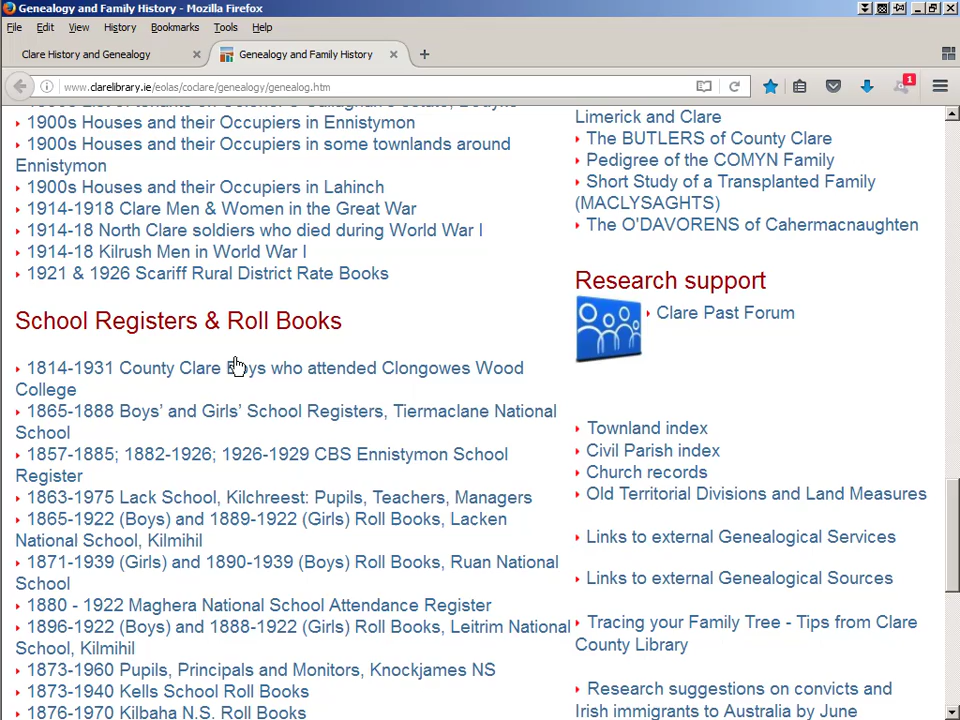 Genealogy and Family History - Mozilla Firefox
File Edit View History Bookmarks Tools Help
Clare History and Genealogy
Genealogy and Family History
www.clarelibrary.ie/eolas/coclare/genealogy/genealog.htm
1
1900s Houses and their Occupiers in Ennistymon
1900s Houses and their Occupiers in some townlands around
Ennistymon
1900s Houses and their Occupiers in Lahinch
1914-1918 Clare Men & Women in the Great War
1914-18 North Clare soldiers who died during World War I
1914-18 Kilrush Men in World War I
1921 & 1926 Scariff Rural District Rate Books
School Registers & Roll Books
1814-1931 County Clare Boys who attended Clongowes Wood
College
1865-1888 Boys’ and Girls’ School Registers, Tiermaclane National
School
1857-1885; 1882-1926; 1926-1929 CBS Ennistymon School
Register
1863-1975 Lack School, Kilchreest: Pupils, Teachers, Managers
1865-1922 (Boys) and 1889-1922 (Girls) Roll Books, Lacken
National School, Kilmihil
1871-1939 (Girls) and 1890-1939 (Boys) Roll Books, Ruan National
School
1880 - 1922 Maghera National School Attendance Register
1896-1922 (Boys) and 1888-1922 (Girls) Roll Books, Leitrim National
School, Kilmihil
1873-1960 Pupils, Principals and Monitors, Knockjames NS
1873-1940 Kells School Roll Books
1876-1970 Kilbaha N.S. Roll Books
Limerick and Clare
The BUTLERS of County Clare
Pedigree of the COMYN Family
Short Study of a Transplanted Family
(MACLYSAGHTS)
The O'DAVORENS of Cahermacnaughten
Research support
Clare Past Forum
Townland index
Civil Parish index
Church records
Old Territorial Divisions and Land Measures
Links to external Genealogical Services
Links to external Genealogical Sources
Tracing your Family Tree - Tips from Clare
County Library
Research suggestions on convicts and
Irish immigrants to Australia by June